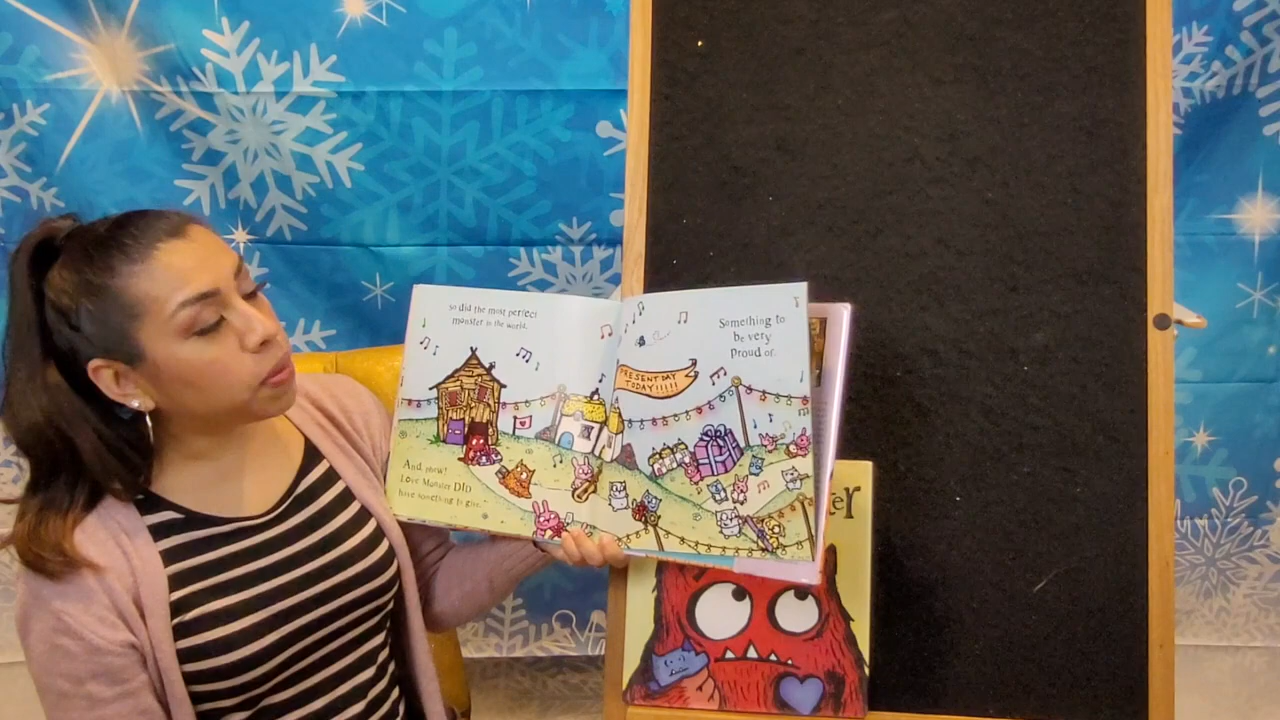 so did the most perfect
monster in the world.
Something to
be very
proud of.
PRESENT DAY
TODAY!!!!!
And now!
Love Monster DID
have something to give.
ter